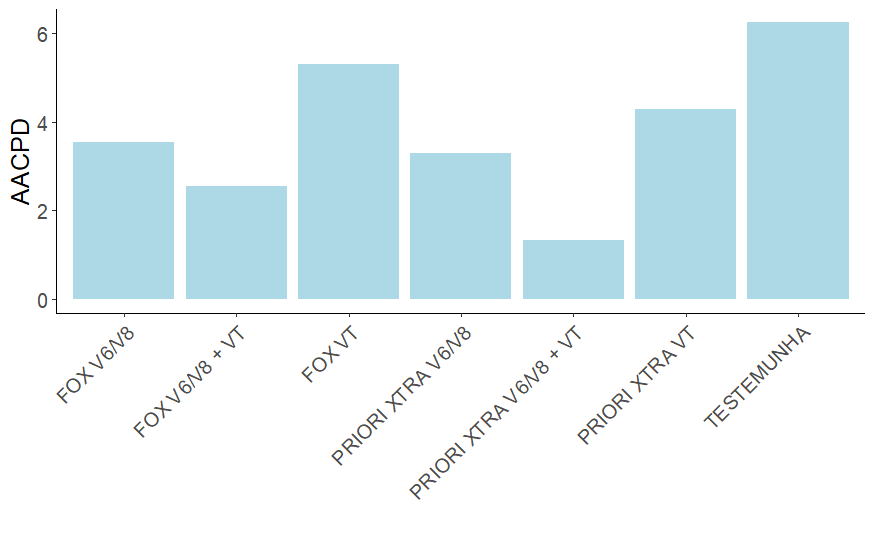 AACPD
6
4
2
0
FOX V6/V8
FOX V6/V8 + VT
FOX VT
PRIORI XTRA V6/V8
PRIORI XTRA V6/V8 + VT
PRIORI XTRA VT
TESTEMUNHA